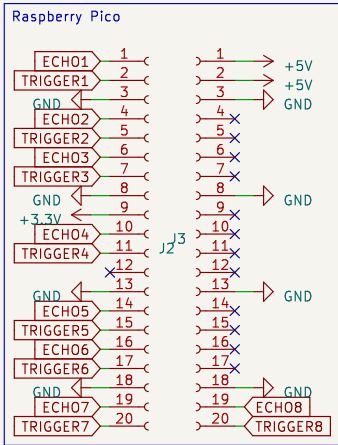 Raspberry Pico
ECHO1 1 1 +5V
TRIGGER1 2 2 +5V
GND 3 3 GND
ECHO2 4 4
TRIGGER2 5 5
ECHO3 6 6
TRIGGER3 7 7
GND 8 8 GND
+3.3V 9 9
ECHO4 10 10
TRIGGER4 11 J2 J3 11
12 12
GND 13 13 GND
ECHO5 14 14
TRIGGER5 15 15
ECHO6 16 16
TRIGGER6 17 17
GND 18 18 GND
ECHO7 19 19 ECHO8
TRIGGER7 20 20 TRIGGER8